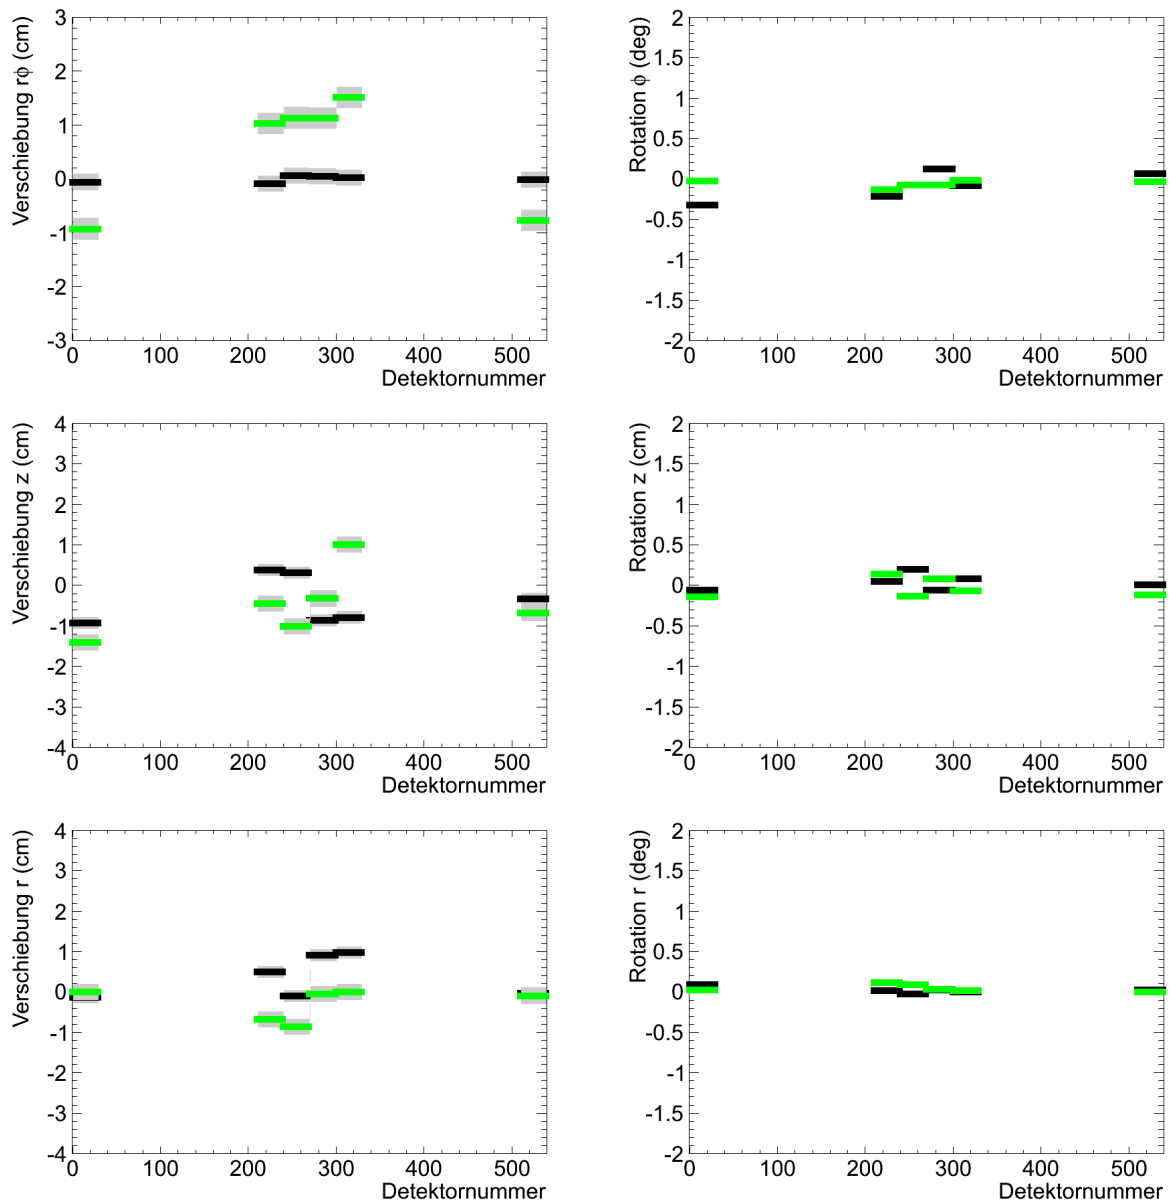 Verschiebung rϕ (cm)
3
2
1
0
-1
-2
-3
0 100 200 300 400 500
Detektornummer
Rotation ϕ (deg)
2
1.5
1
0.5
0
-0.5
-1
-1.5
-2
0 100 200 300 400 500
Detektornummer
Verschiebung z (cm)
4
3
2
1
0
-1
-2
-3
-4
0 100 200 300 400 500
Detektornummer
Rotation z (cm)
2
1.5
1
0.5
0
-0.5
-1
-1.5
-2
0 100 200 300 400 500
Detektornummer
Verschiebung r (cm)
4
3
2
1
0
-1
-2
-3
-4
0 100 200 300 400 500
Detektornummer
Rotation r (deg)
2
1.5
1
0.5
0
-0.5
-1
-1.5
-2
0 100 200 300 400 500
Detektornummer